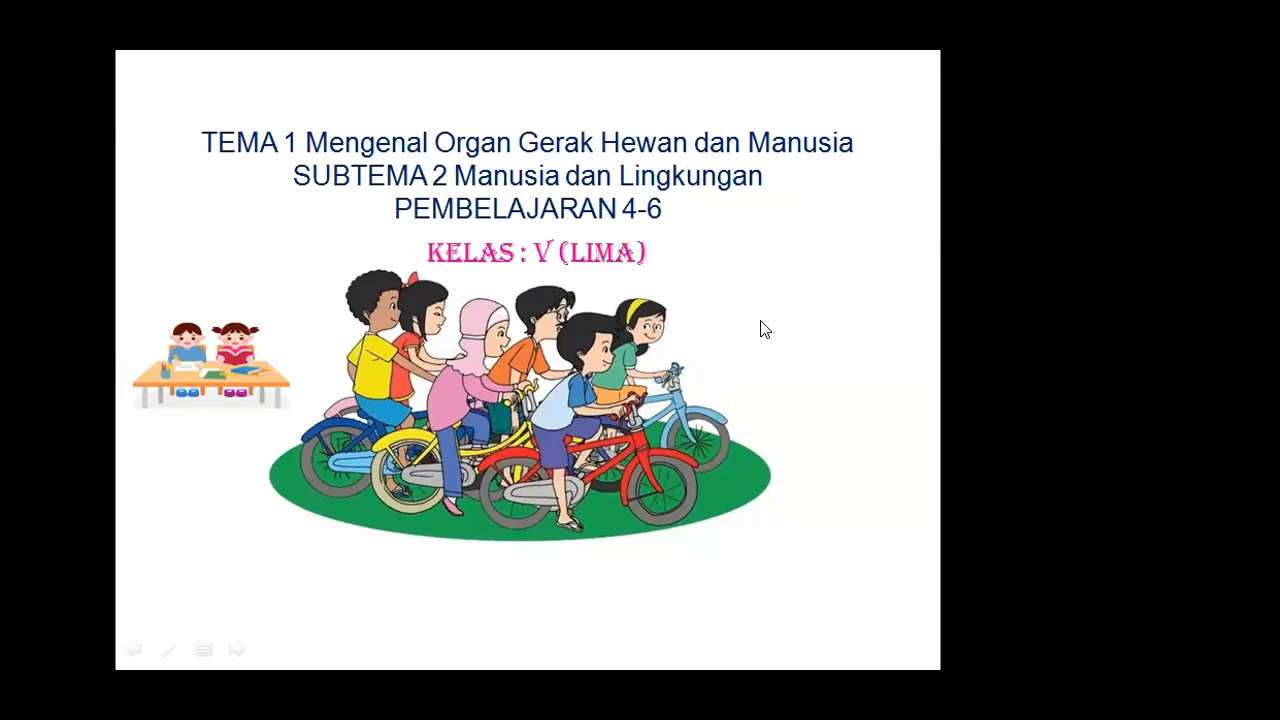 TEMA 1 Mengenal Organ Gerak Hewan dan Manusia
SUBTEMA 2 Manusia dan Lingkungan
PEMBELAJARAN 4-6
KELAS : V (LIMA)